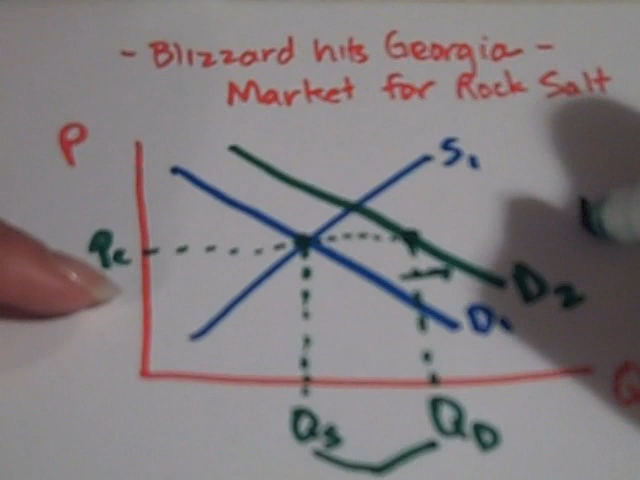 - Blizzard hits Georgia -
Market for Rock Salt
P
S1
Pc
D2
D1
Q
QS QD